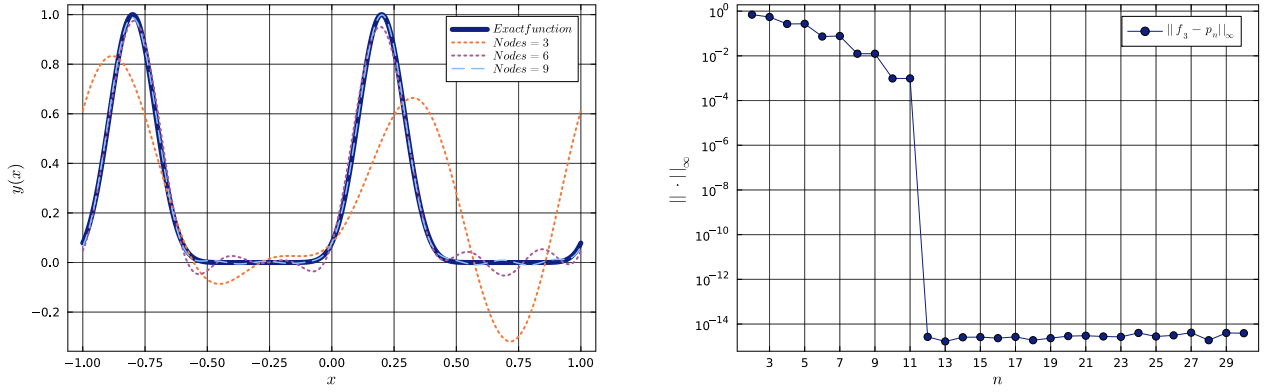 1.0
0.8
0.6
0.4
0.2
0.0
−0.2
y(x)
−1.00 −0.75 −0.50 −0.25 0.00 0.25 0.50 0.75 1.00
x
Exactfunction
Nodes = 3
Nodes = 6
Nodes = 9
10^0
10^−2
10^−4
10^−6
10^−8
10^−10
10^−12
10^−14
|| · ||∞
3 5 7 9 11 13 15 17 19 21 23 25 27 29
n
|| f_3 − p_n ||∞